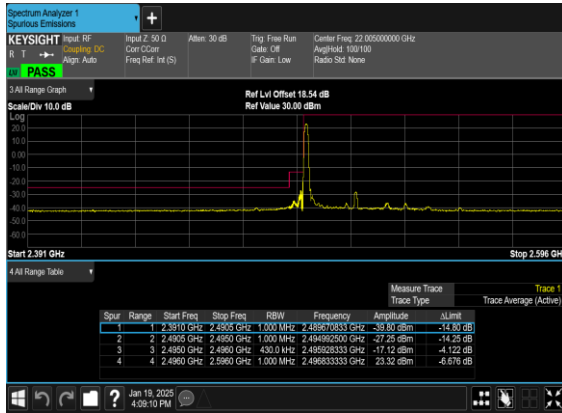 Spectrum Analyzer 1
Spurious Emissions
KEYSIGHT Input: RF Input Z: 50 Ω Atten: 30 dB Trig: Free Run Center Freq: 22.005000000 GHz
R T Coupling: DC Corr CCorr Gate: Off Avg|Hold: 100/100
Align: Auto Freq Ref: Int (S) IF Gain: Low Radio Std: None
PASS
3 All Range Graph
Ref Lvl Offset 18.54 dB
Scale/Div 10.0 dB Ref Value 30.00 dBm
Log
20.0
10.0
0.00
-10.0
-20.0
-30.0
-40.0
-50.0
-60.0
Start 2.391 GHz Stop 2.596 GH
4 All Range Table
Measure Trace Trace 1
Trace Type Trace Average (Active)
Spur Range Start Freq Stop Freq RBW Frequency Amplitude ΔLimit
1 1 2.3910 GHz 2.4905 GHz 1.000 MHz 2.489670833 GHz -39.80 dBm -14.80 dB
2 2 2.4905 GHz 2.4950 GHz 1.000 MHz 2.494992500 GHz -27.25 dBm -14.25 dB
3 3 2.4950 GHz 2.4960 GHz 430.0 kHz 2.495928333 GHz -17.12 dBm -4.122 dB
4 4 2.4960 GHz 2.5960 GHz 1.000 MHz 2.496833333 GHz 23.32 dBm -6.676 dB
Jan 19, 2025
4:09:10 PM